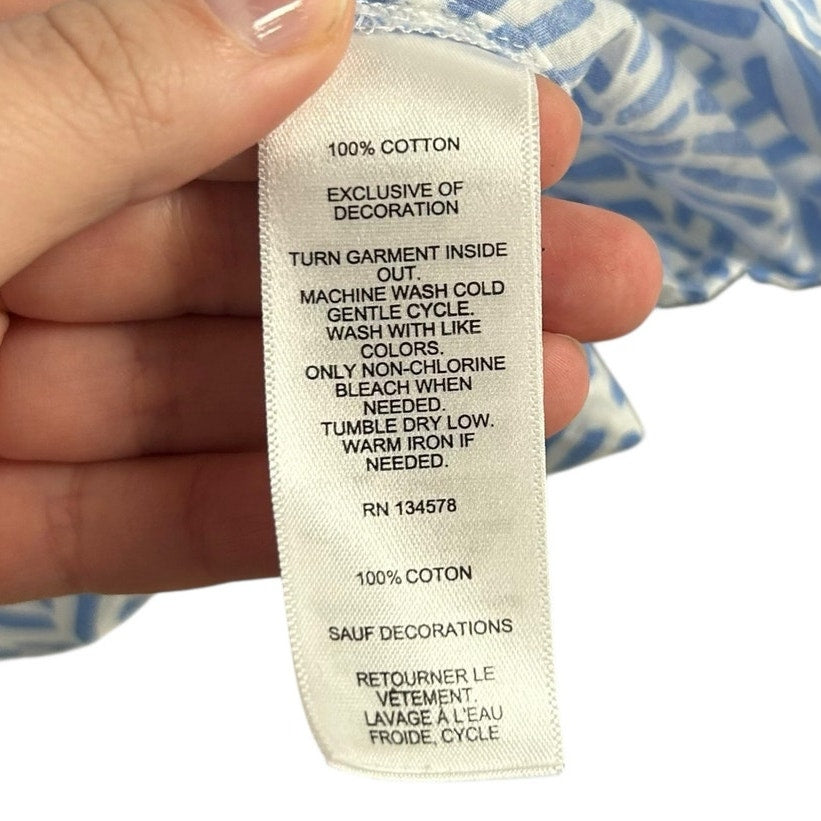 100% COTTON
EXCLUSIVE OF
DECORATION
TURN GARMENT INSIDE
OUT.
MACHINE WASH COLD
GENTLE CYCLE.
WASH WITH LIKE
COLORS.
ONLY NON-CHLORINE
BLEACH WHEN
NEEDED.
TUMBLE DRY LOW.
WARM IRON IF
NEEDED.
RN 134578
100% COTON
SAUF DECORATIONS
RETOURNER LE
VÊTEMENT.
LAVAGE À L'EAU
FROIDE, CYCLE